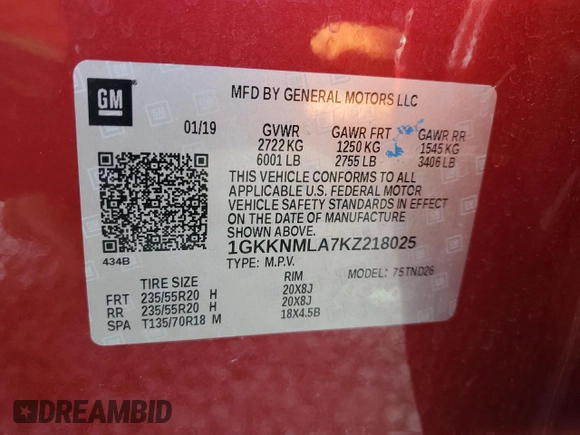 GM
MFD BY GENERAL MOTORS LLC
01/19 GVWR GAWR FRT GAWR RR
2722 KG 1250 KG 1545 KG
6001 LB 2755 LB 3406 LB
THIS VEHICLE CONFORMS TO ALL
APPLICABLE U.S. FEDERAL MOTOR
VEHICLE SAFETY STANDARDS IN EFFECT
ON THE DATE OF MANUFACTURE
SHOWN ABOVE.
1GKKNMLA7KZ218025
434B
TYPE: M.P.V. MODEL: 75TND26
TIRE SIZE RIM
FRT 235/55R20 H 20X8J
RR 235/55R20 H 20X8J
SPA T135/70R18 M 18X4.5B
DREAMBID